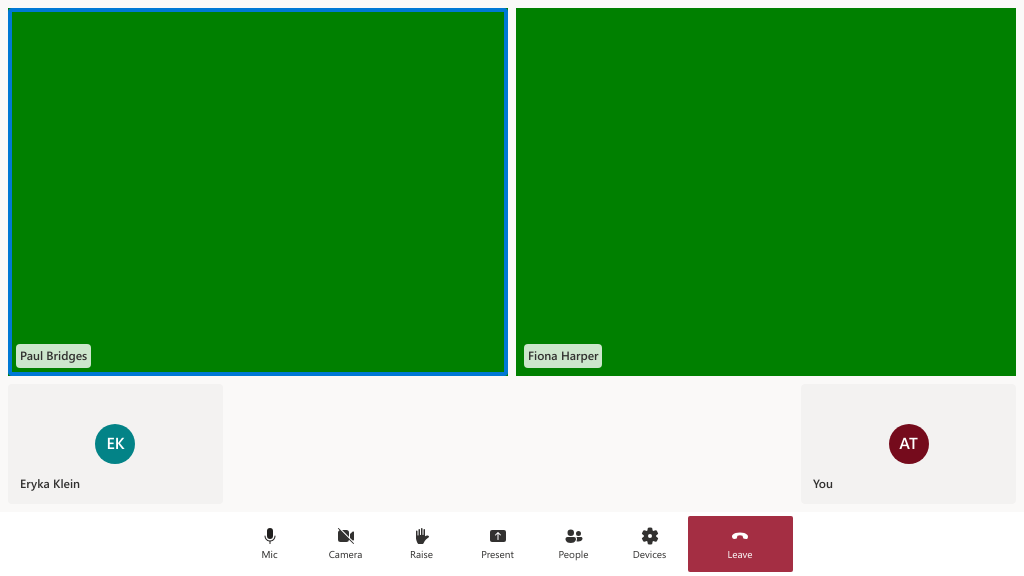 Paul Bridges
Fiona Harper
EK
Eryka Klein
AT
You
Mic
Camera
Raise
Present
People
Devices
Leave